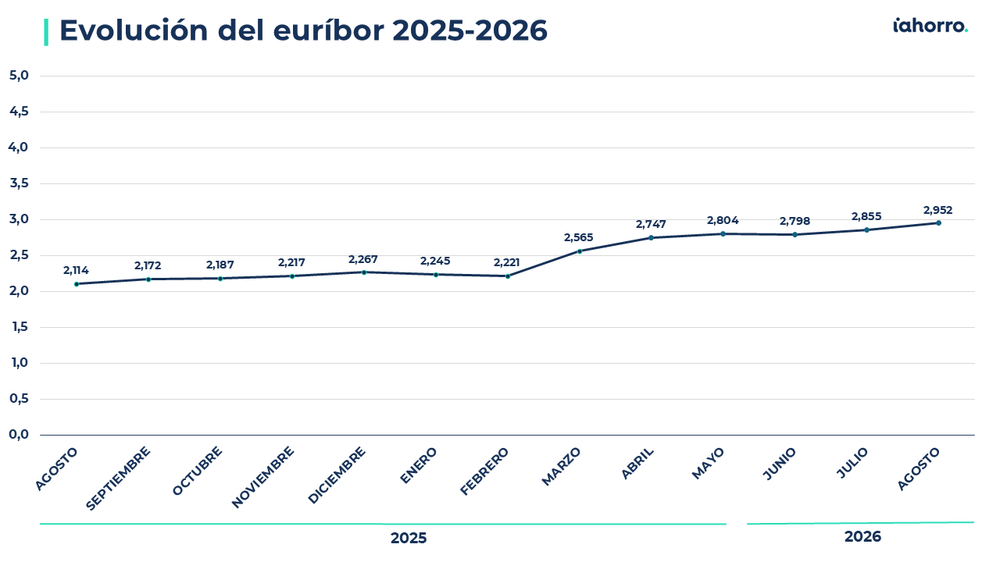 Evolución del euríbor 2025-2026
iahorro.
5,0
4,5
4,0
3,5
3,0
2,5
2,0
1,5
1,0
0,5
0,0
2,114
2,172
2,187
2,217
2,267
2,245
2,221
2,565
2,747
2,804
2,798
2,855
2,952
AGOSTO
SEPTIEMBRE
OCTUBRE
NOVIEMBRE
DICIEMBRE
ENERO
FEBRERO
MARZO
ABRIL
MAYO
JUNIO
JULIO
AGOSTO
2025
2026